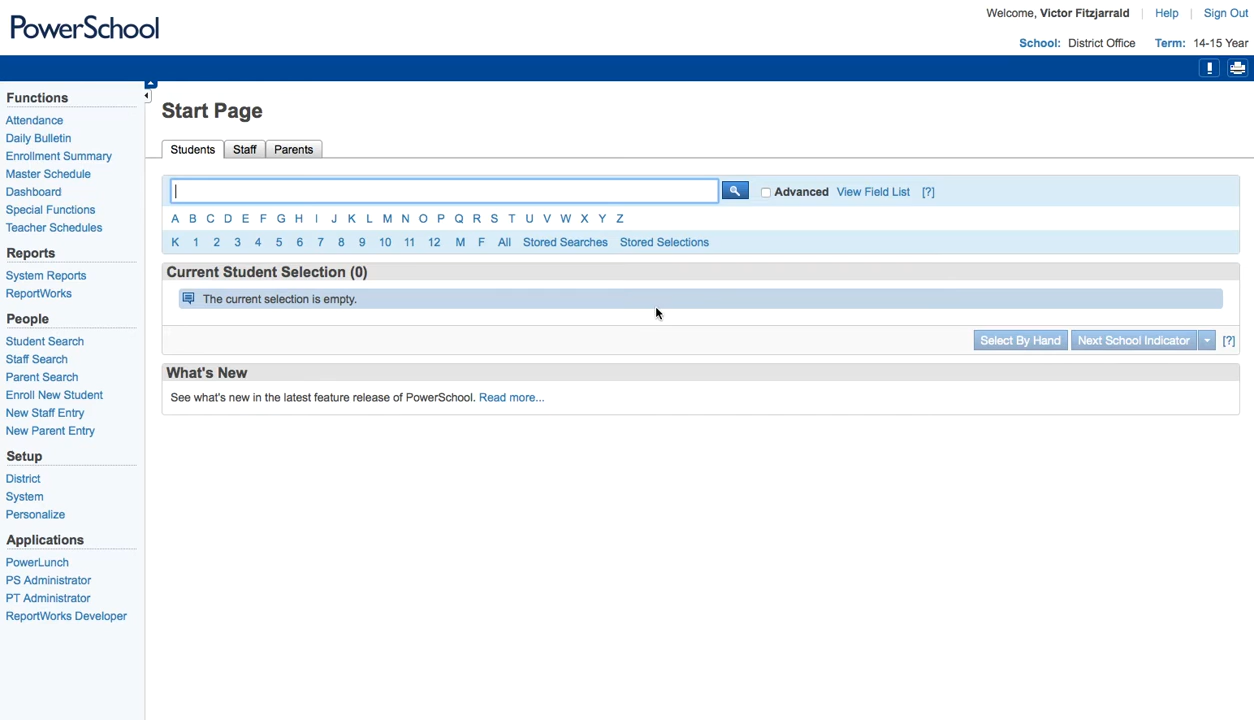 PowerSchool
Welcome, Victor Fitzjarrald | Help | Sign Out
School: District Office Term: 14-15 Year
Functions
Attendance
Daily Bulletin
Enrollment Summary
Master Schedule
Dashboard
Special Functions
Teacher Schedules
Reports
System Reports
ReportWorks
People
Student Search
Staff Search
Parent Search
Enroll New Student
New Staff Entry
New Parent Entry
Setup
District
System
Personalize
Applications
PowerLunch
PS Administrator
PT Administrator
ReportWorks Developer
Start Page
Students Staff Parents
Advanced View Field List [?]
A B C D E F G H I J K L M N O P Q R S T U V W X Y Z
K 1 2 3 4 5 6 7 8 9 10 11 12 M F All Stored Searches Stored Selections
Current Student Selection (0)
The current selection is empty.
Select By Hand Next School Indicator [?]
What's New
See what's new in the latest feature release of PowerSchool. Read more...